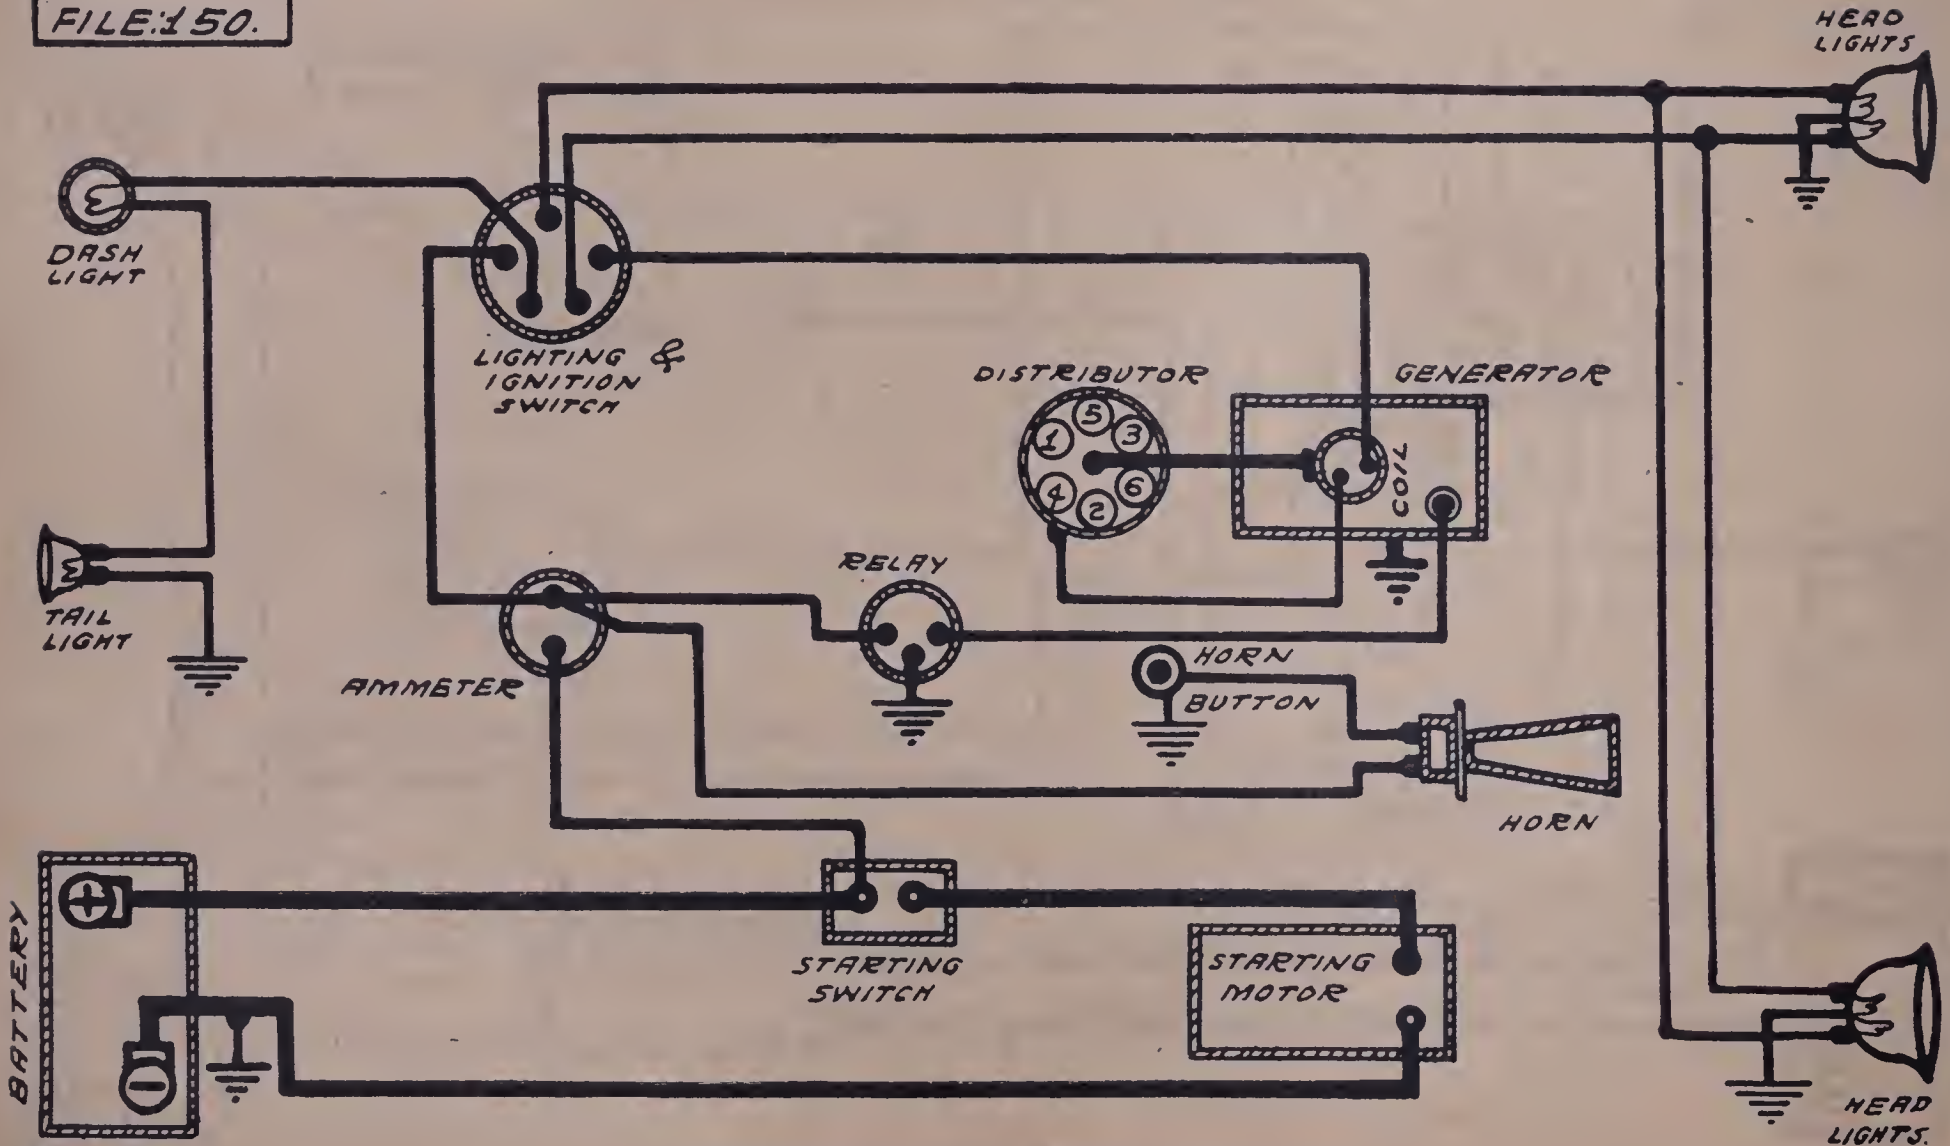 FILE:150.
HEAD
LIGHTS
DASH
LIGHT
LIGHTING &
IGNITION
SWITCH
DISTRIBUTOR
GENERATOR
1
5
3
4
2
6
COIL
TAIL
LIGHT
RELAY
AMMETER
HORN
BUTTON
HORN
BATTERY
+
-
STARTING
SWITCH
STARTING
MOTOR
HEAD
LIGHTS.